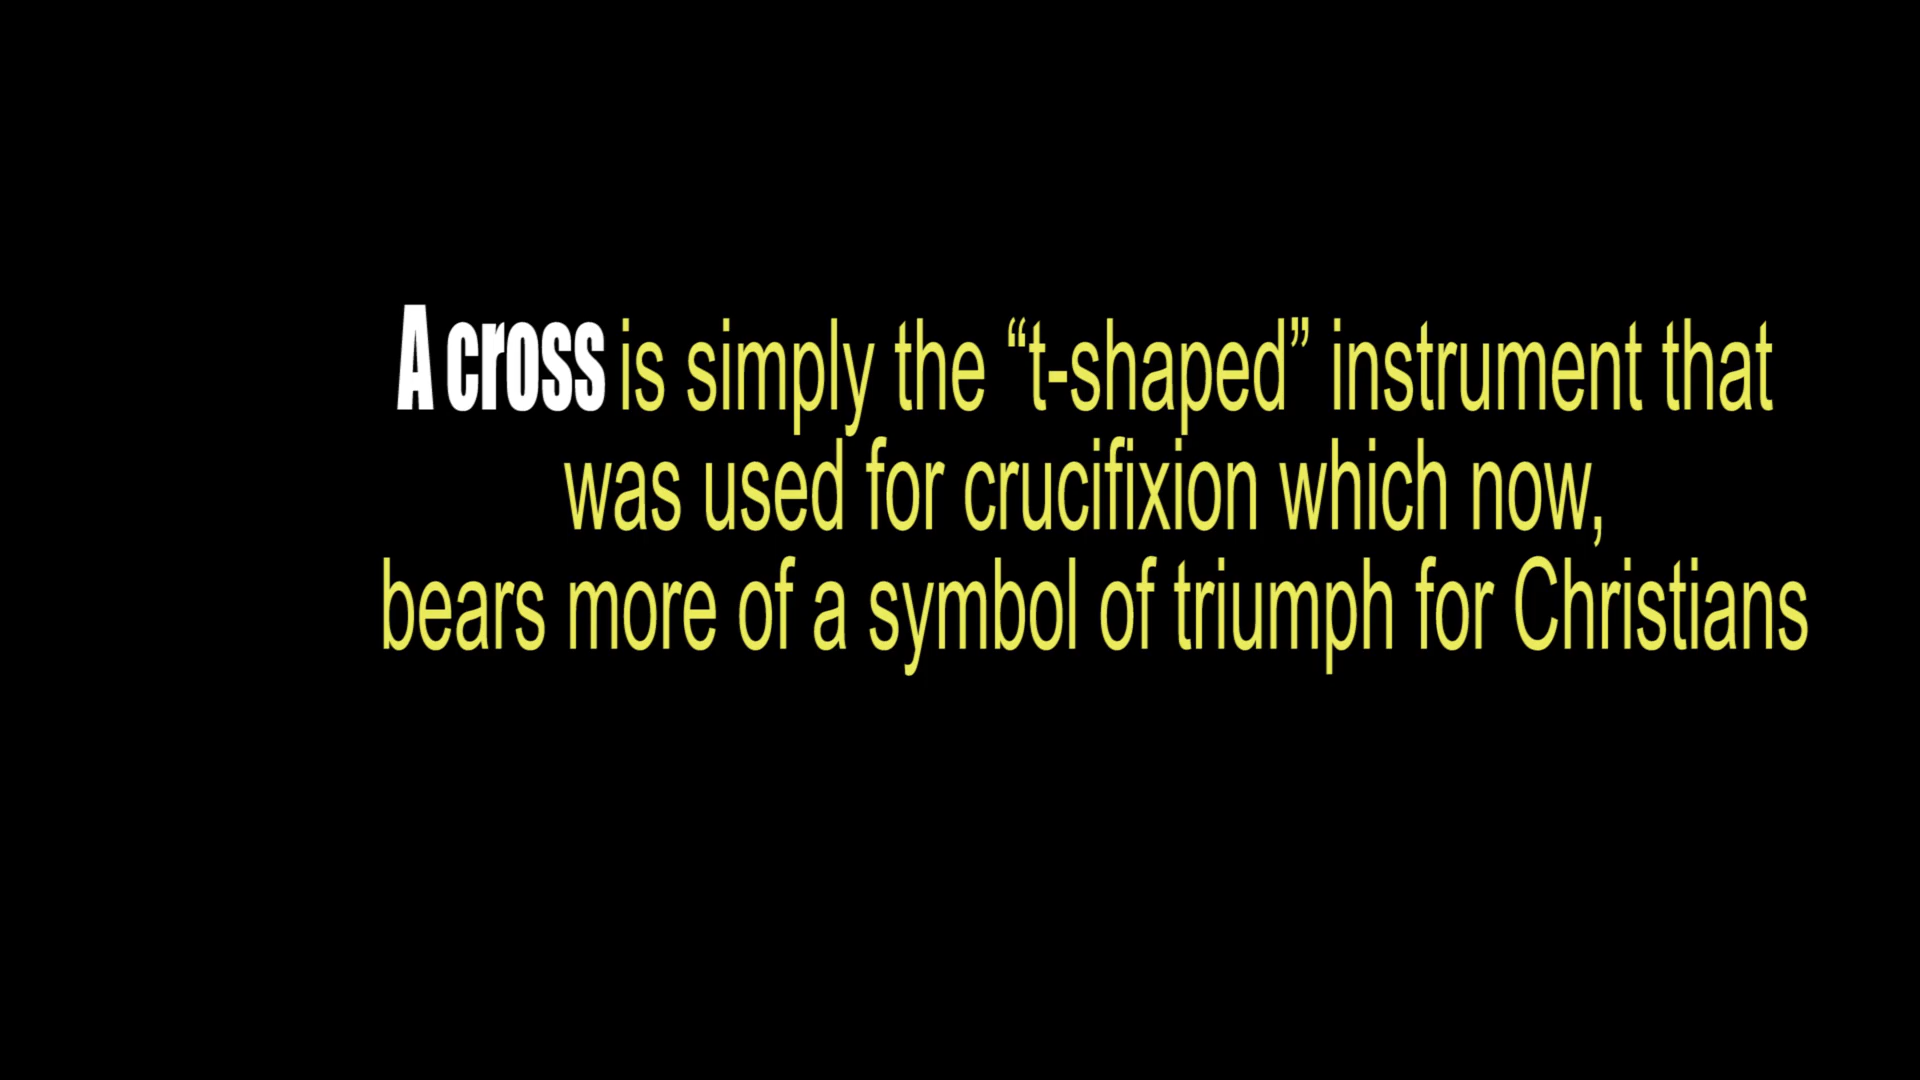 A cross is simply the “t-shaped” instrument that
was used for crucifixion which now,
bears more of a symbol of triumph for Christians